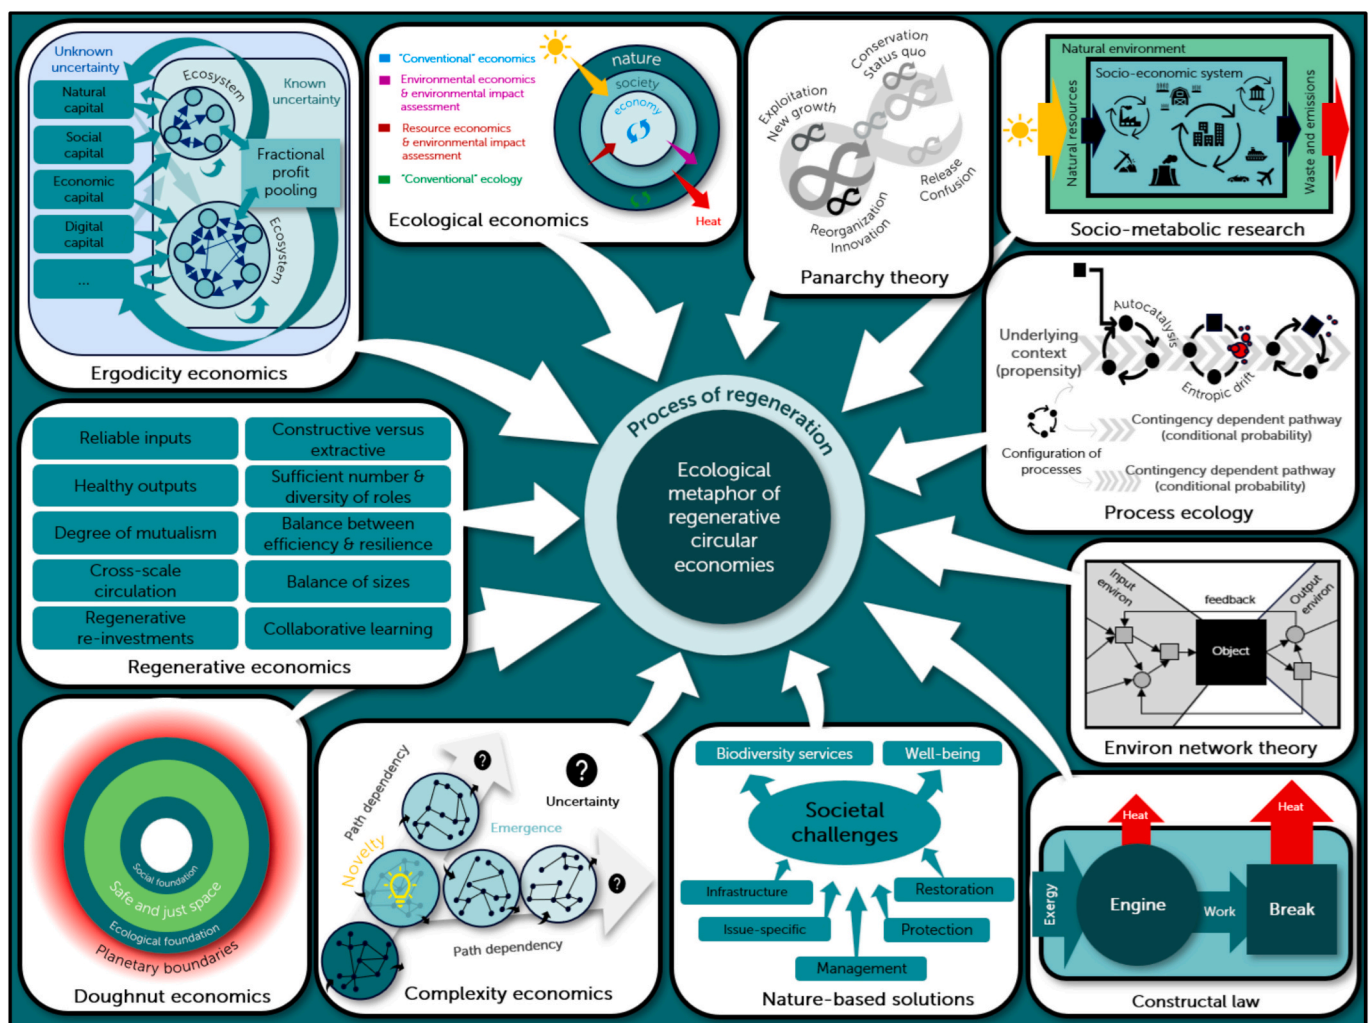 Unknown
uncertainty
Natural
capital
Social
capital
Economic
capital
Digital
capital
...
Ecosystem
Known
uncertainty
Fractional
profit
pooling
Ecosystem
Ergodicity economics
"Conventional" economics
Environmental economics
& environmental impact
assessment
Resource economics
& environmental impact
assessment
"Conventional" ecology
nature
society
economy
Heat
Ecological economics
Conservation
Status quo
Exploitation
New growth
Release
Confusion
Reorganization
Innovation
Panarchy theory
Natural environment
Socio-economic system
Natural resources
Waste and emissions
Socio-metabolic research
Underlying
context
(propensity)
Autocatalysis
Entropic drift
Configuration of
processes
Contingency dependent pathway
(conditional probability)
Contingency dependent pathway
(conditional probability)
Process ecology
Process of regeneration
Ecological
metaphor of
regenerative
circular
economies
Reliable inputs
Constructive versus
extractive
Healthy outputs
Sufficient number &
diversity of roles
Degree of mutualism
Balance between
efficiency & resilience
Cross-scale
circulation
Balance of sizes
Regenerative
re-investments
Collaborative learning
Regenerative economics
Input
environ
feedback
Output
environ
Object
Environ network theory
Social foundation
Safe and just space
Ecological foundation
Planetary boundaries
Doughnut economics
Path dependency
?
?
Uncertainty
Novelty
Emergence
?
Path dependency
Complexity economics
Biodiversity services
Well-being
Societal
challenges
Infrastructure
Restoration
Issue-specific
Protection
Management
Nature-based solutions
Heat
Heat
Exergy
Engine
Work
Break
Constructal law